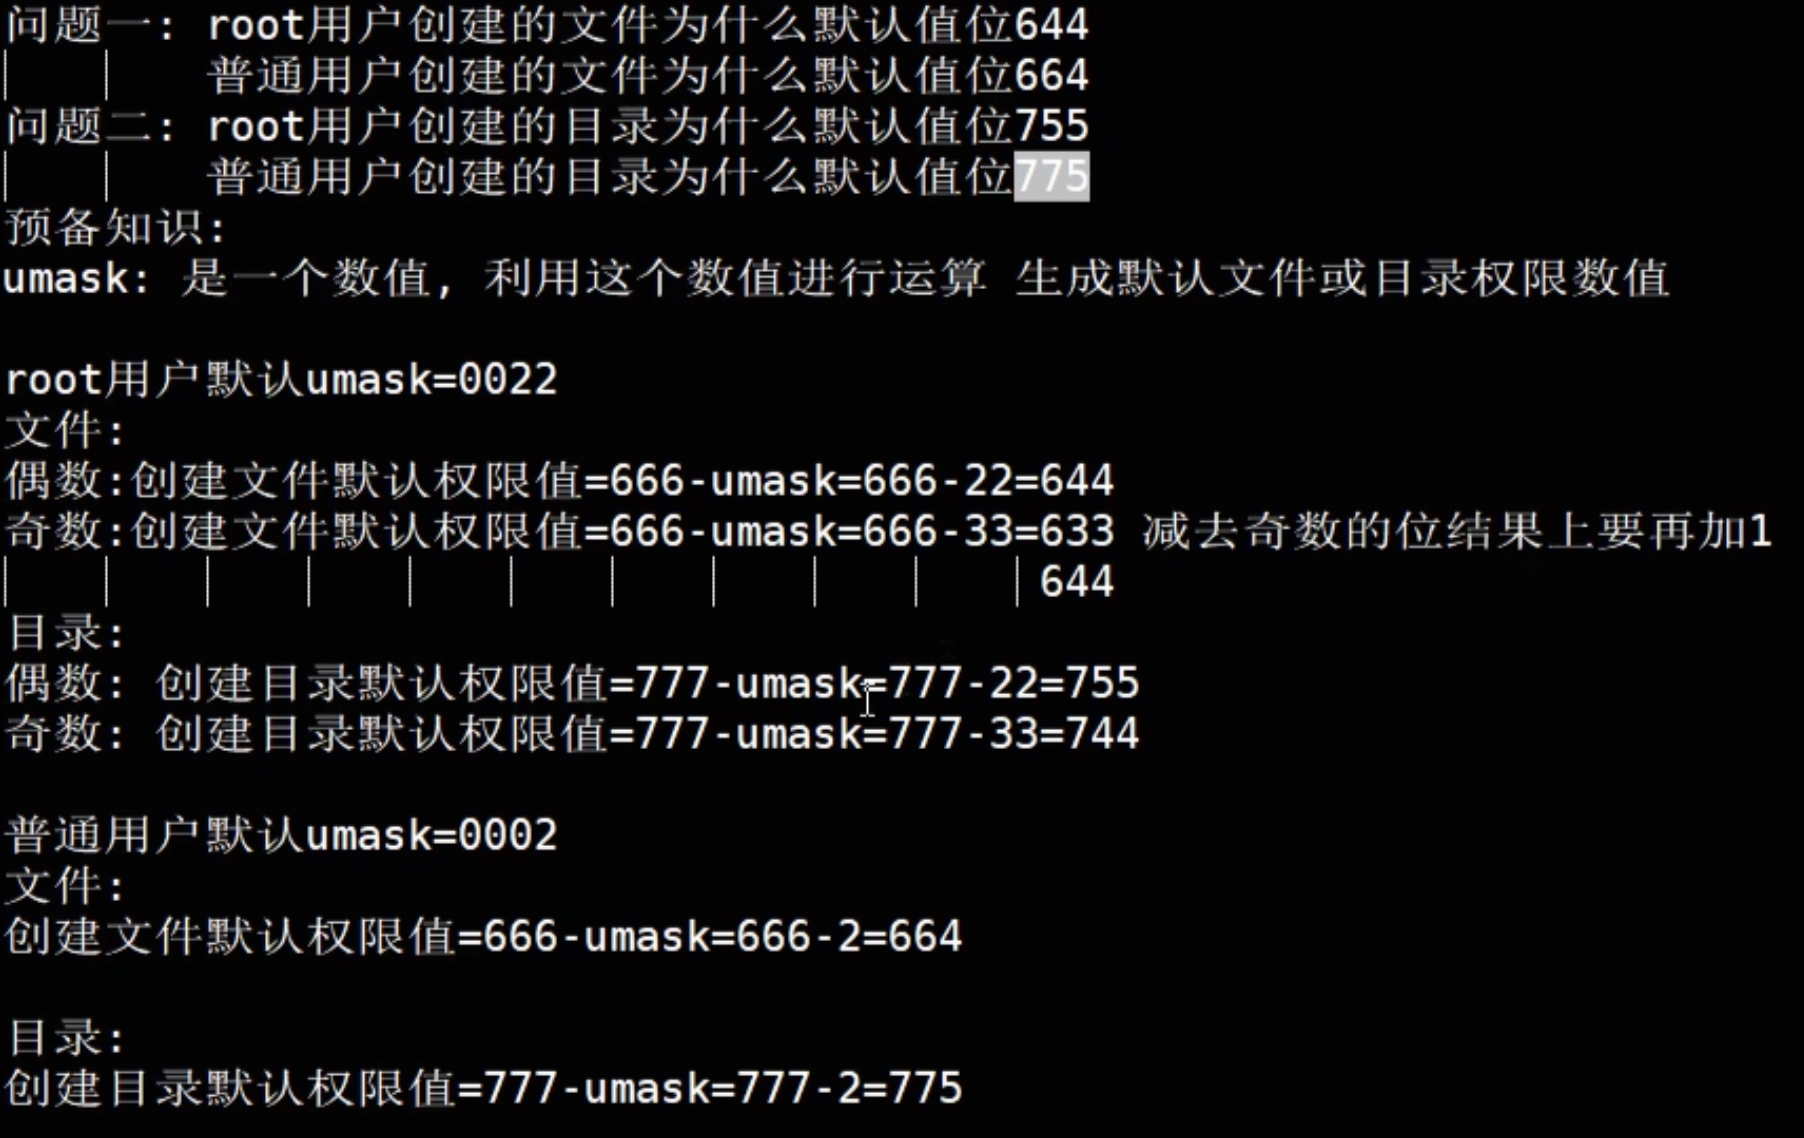 问题一: root用户创建的文件为什么默认值位644
普通用户创建的文件为什么默认值位664
问题二: root用户创建的目录为什么默认值位755
普通用户创建的目录为什么默认值位775
预备知识:
umask: 是一个数值, 利用这个数值进行运算 生成默认文件或目录权限数值
root用户默认umask=0022
文件:
偶数:创建文件默认权限值=666-umask=666-22=644
奇数:创建文件默认权限值=666-umask=666-33=633 减去奇数的位结果上要再加1
644
目录:
偶数: 创建目录默认权限值=777-umask=777-22=755
奇数: 创建目录默认权限值=777-umask=777-33=744
普通用户默认umask=0002
文件:
创建文件默认权限值=666-umask=666-2=664
目录:
创建目录默认权限值=777-umask=777-2=775